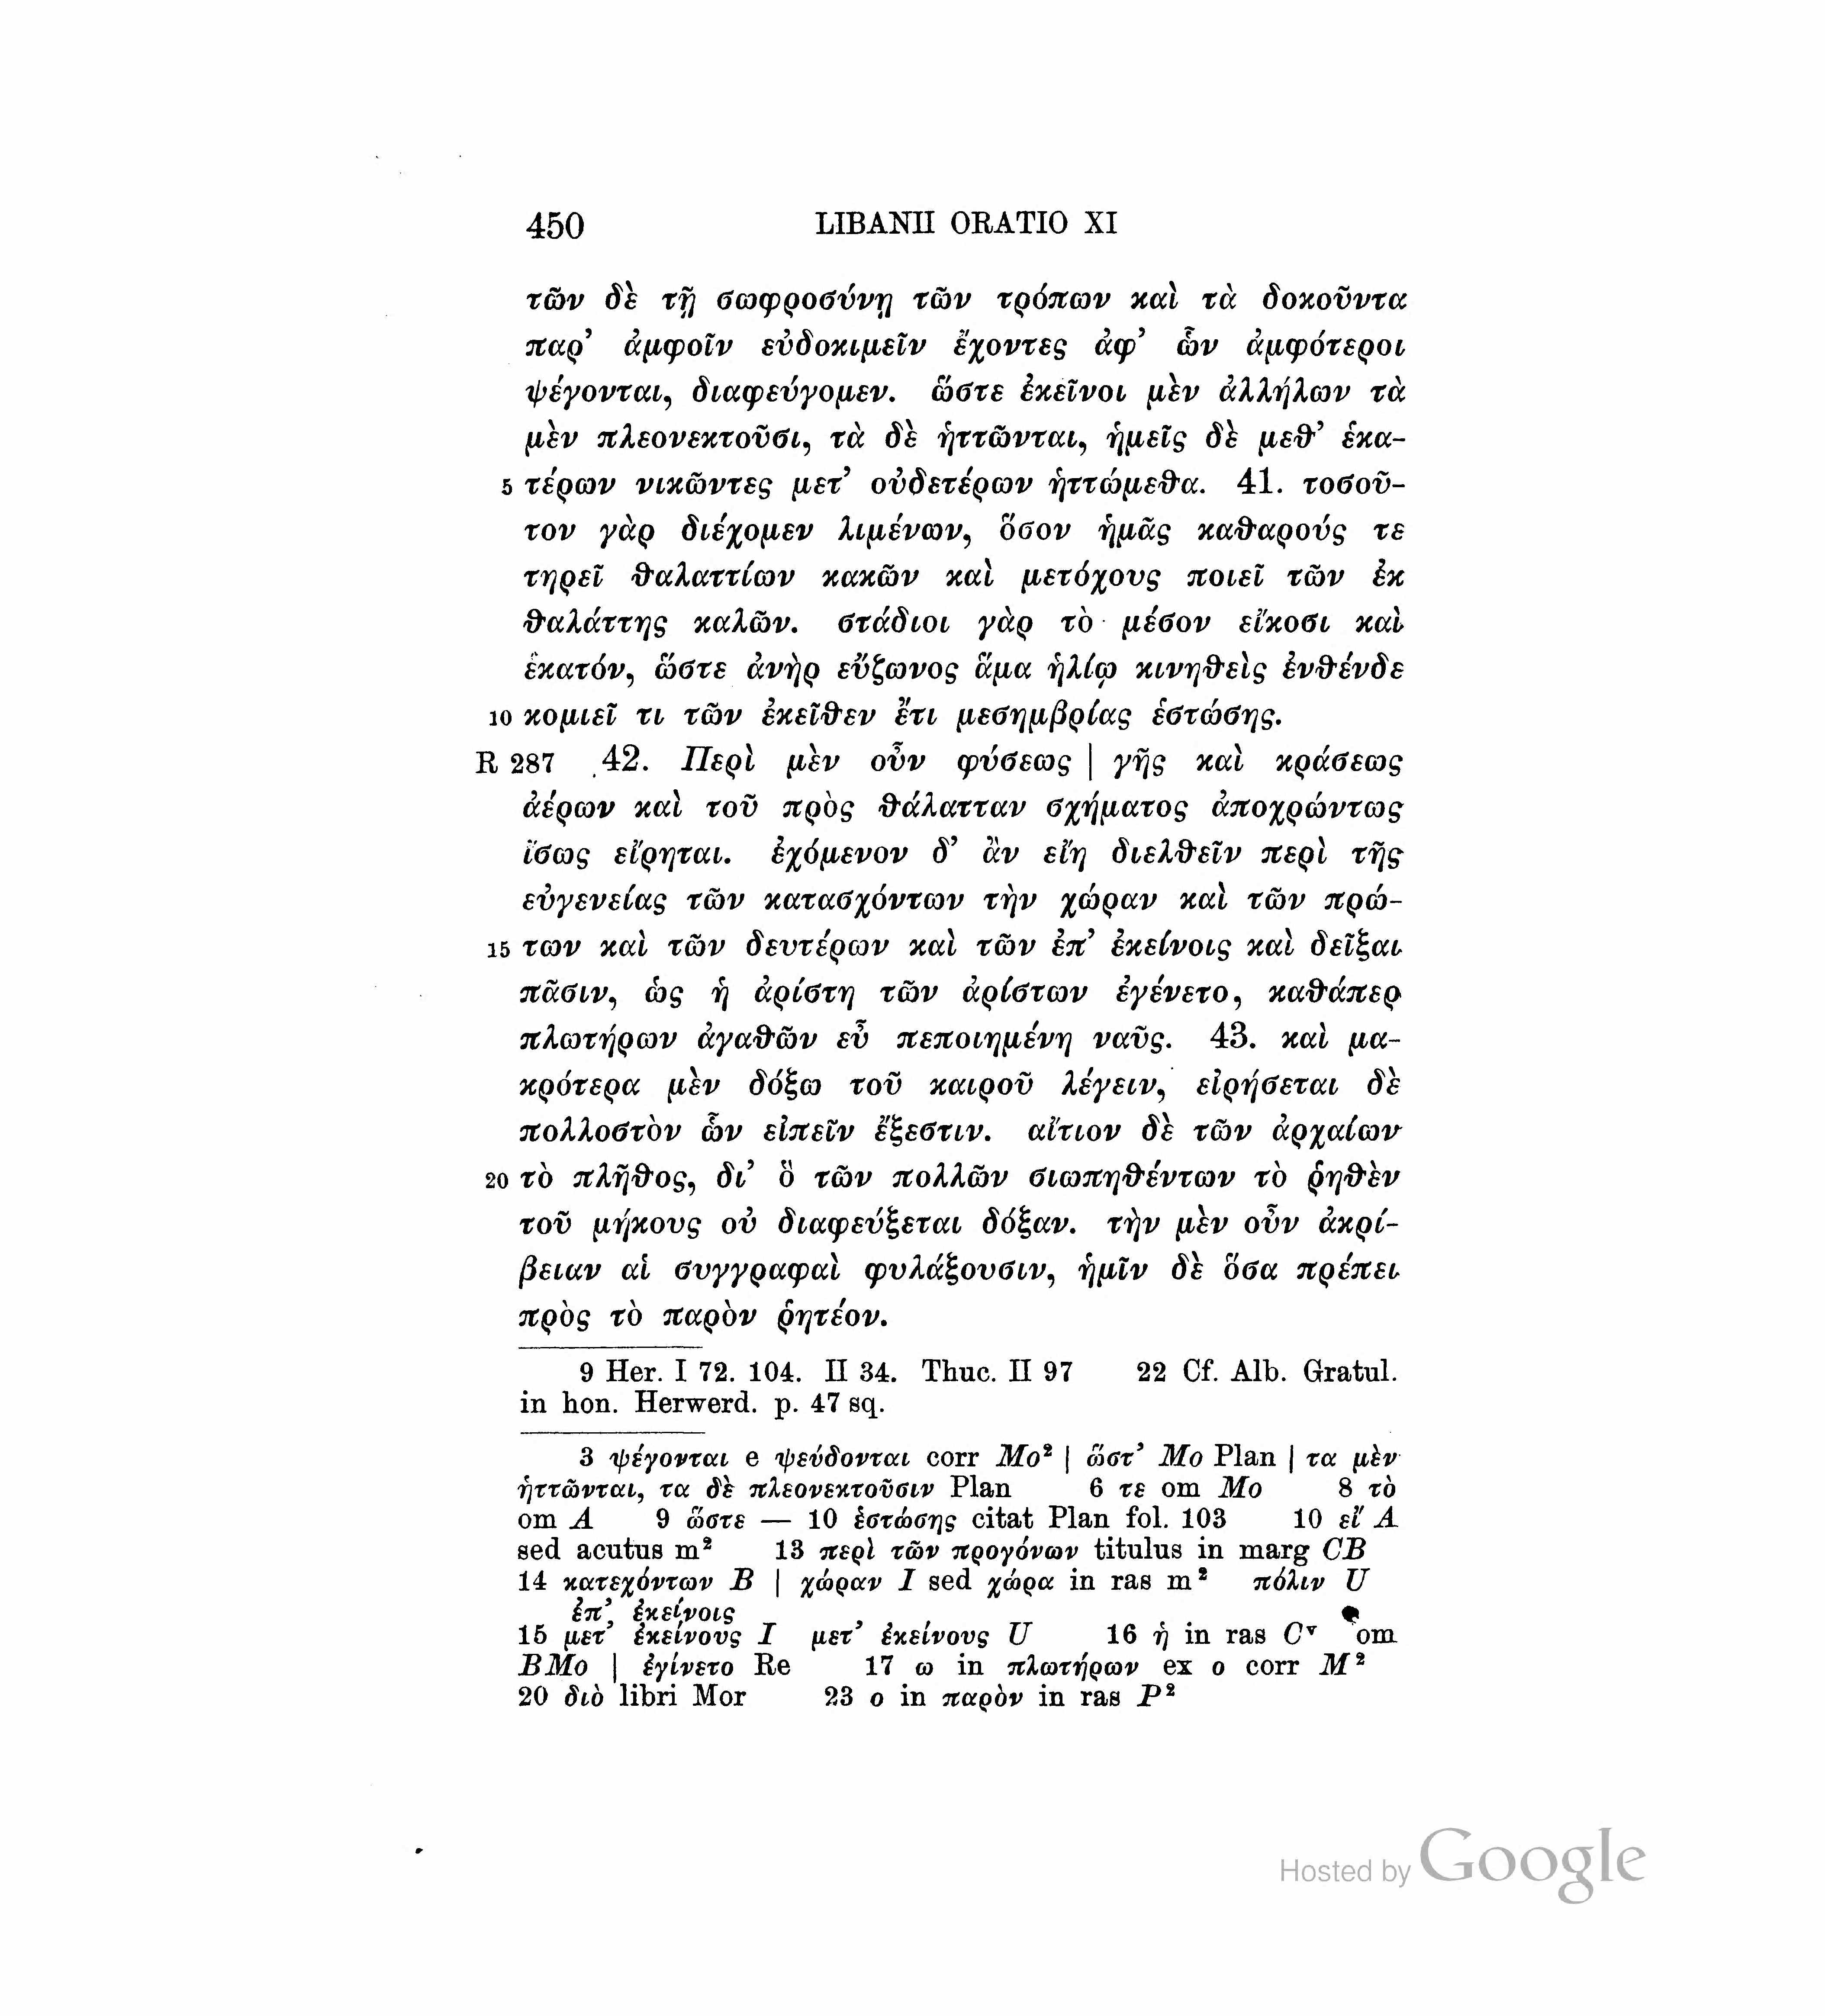 450 LIBANII ORATIO XI
τῶν δὲ τῇ σωφροσύνῃ τῶν τρόπων καὶ τὰ δοκοῦντα
παρ’ ἀμφοῖν εὐδοκιμεῖν ἔχοντες ἀφ’ ὧν ἀμφότεροι
ψέγονται, διαφεύγομεν. ὥστε ἐκεῖνοι μὲν ἀλλήλων τὰ
μὲν πλεονεκτοῦσι, τὰ δὲ ἡττῶνται, ἡμεῖς δὲ μεθ’ ἑκα-
5 τέρων νικῶντες μετ’ οὐδετέρων ἡττώμεθα. 41. τοσοῦ-
τον γὰρ διέχομεν λιμένων, ὅσον ἡμᾶς καθαρούς τε
τηρεῖ θαλαττίων κακῶν καὶ μετόχους ποιεῖ τῶν ἐκ
θαλάττης καλῶν. στάδιοι γὰρ τὸ μέσον εἴκοσι καὶ
ἑκατόν, ὥστε ἀνὴρ εὔζωνος ἅμα ἡλίῳ κινηθεὶς ἐνθένδε
10 κομιεῖ τι τῶν ἐκεῖθεν ἔτι μεσημβρίας ἑστώσης.
R 287 42. Περὶ μὲν οὖν φύσεως | γῆς καὶ κράσεως
ἀέρων καὶ τοῦ πρὸς θάλατταν σχήματος ἀποχρώντως
ἴσως εἴρηται. ἐχόμενον δ’ ἂν εἴη διελθεῖν περὶ τῆς
εὐγενείας τῶν κατασχόντων τὴν χώραν καὶ τῶν πρώ-
15 των καὶ τῶν δευτέρων καὶ τῶν ἐπ’ ἐκείνοις καὶ δεῖξαι
πᾶσιν, ὡς ἡ ἀρίστη τῶν ἀρίστων ἐγένετο, καθάπερ
πλωτήρων ἀγαθῶν εὖ πεποιημένη ναῦς. 43. καὶ μα-
κρότερα μὲν δόξω τοῦ καιροῦ λέγειν, εἰρήσεται δὲ
πολλοστὸν ὧν εἰπεῖν ἔξεστιν. αἴτιον δὲ τῶν ἀρχαίων
20 τὸ πλῆθος, δι’ ὃ τῶν πολλῶν σιωπηθέντων τὸ ῥηθὲν
τοῦ μήκους οὐ διαφεύξεται δόξαν. τὴν μὲν οὖν ἀκρί-
βειαν αἱ συγγραφαὶ φυλάξουσιν, ἡμῖν δὲ ὅσα πρέπει
πρὸς τὸ παρὸν ῥητέον.
9 Her. I 72. 104. II 34. Thuc. II 97 22 Cf. Alb. Gratul.
in hon. Herwerd. p. 47 sq.
3 ψέγονται e ψεύδονται corr Mo² | ὥστ’ Mo Plan | τα μὲν
ἡττῶνται, τα δὲ πλεονεκτοῦσιν Plan 6 τε om Mo 8 τὸ
om A 9 ὥστε — 10 ἑστώσης citat Plan fol. 103 10 εἴ A
sed acutus m² 13 περὶ τῶν προγόνων titulus in marg CB
14 κατεχόντων B | χώραν I sed χώρα in ras m² πόλιν U
ἐπ’ ἐκείνοις
15 μετ’ ἐκείνους I μετ’ ἐκείνους U 16 ἡ in ras Cᵛ om
BMo | ἐγίνετο Re 17 ω in πλωτήρων ex ο corr M²
20 διὸ libri Mor 23 ο in παρὸν in ras P²
Hosted by Google